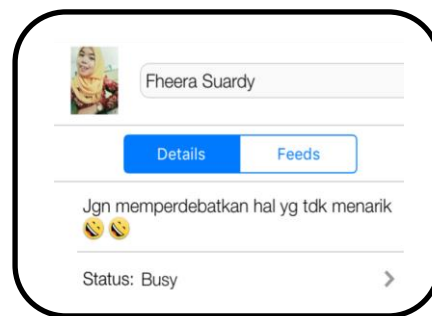 Fheera Suardy
Details Feeds
Jgn memperdebatkan hal yg tdk menarik
🤣 🤣
Status: Busy